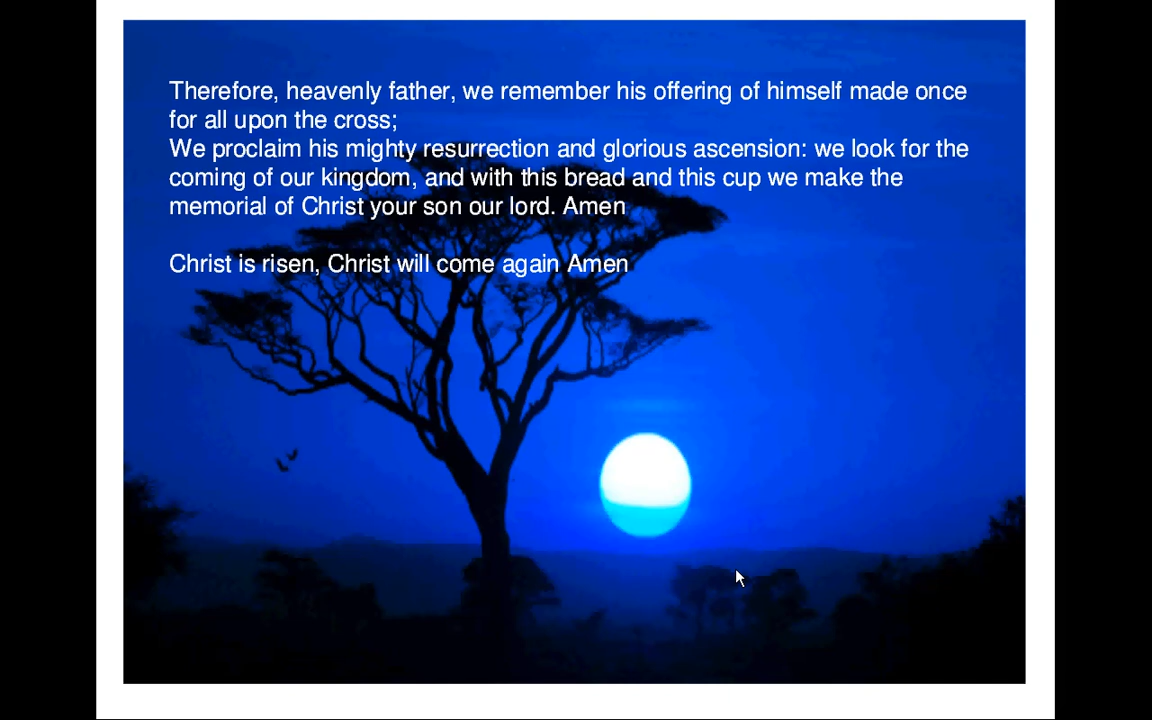 Therefore, heavenly father, we remember his offering of himself made once
for all upon the cross;
We proclaim his mighty resurrection and glorious ascension: we look for the
coming of our kingdom, and with this bread and this cup we make the
memorial of Christ your son our lord. Amen
Christ is risen, Christ will come again Amen